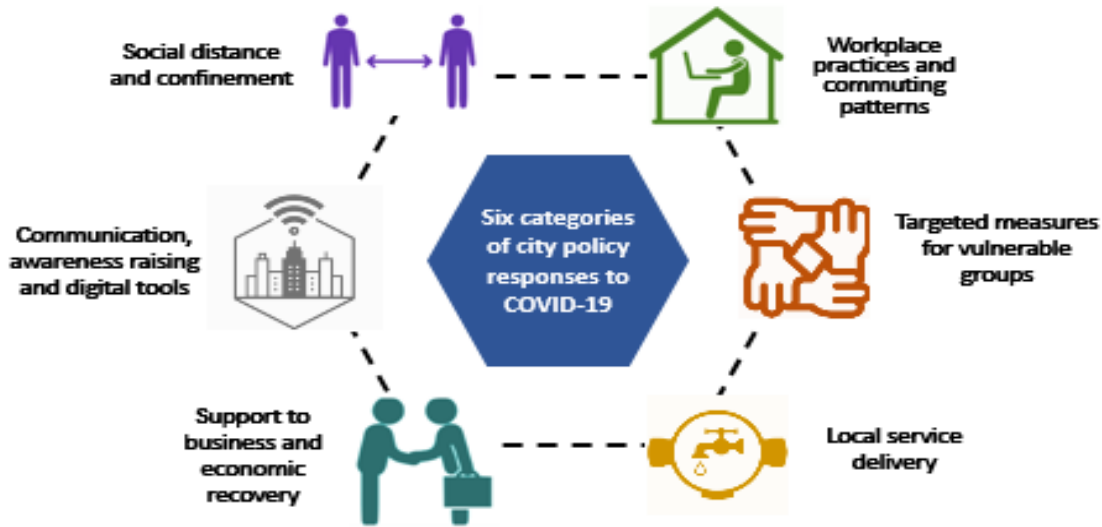 Social distance
and confinement
Workplace
practices and
commuting
patterns
Communication,
awareness raising
and digital tools
Six categories
of city policy
responses to
COVID-19
Targeted measures
for vulnerable
groups
Support to
business and
economic
recovery
Local service
delivery